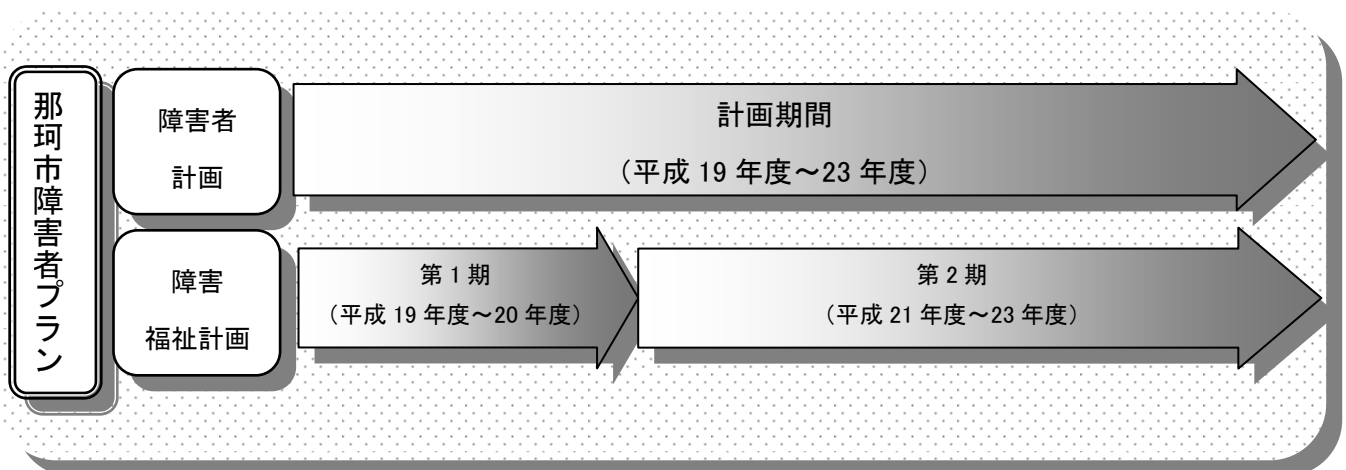 那珂市障害者プラン
障害者
計画
計画期間
（平成 19 年度～23 年度）
障害
福祉計画
第 1 期
（平成 19 年度～20 年度）
第 2 期
（平成 21 年度～23 年度）